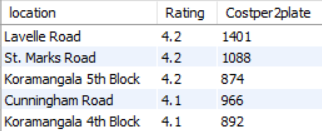 location Rating Costper2plate
Lavelle Road 4.2 1401
St. Marks Road 4.2 1088
Koramangala 5th Block 4.2 874
Cunningham Road 4.1 966
Koramangala 4th Block 4.1 892